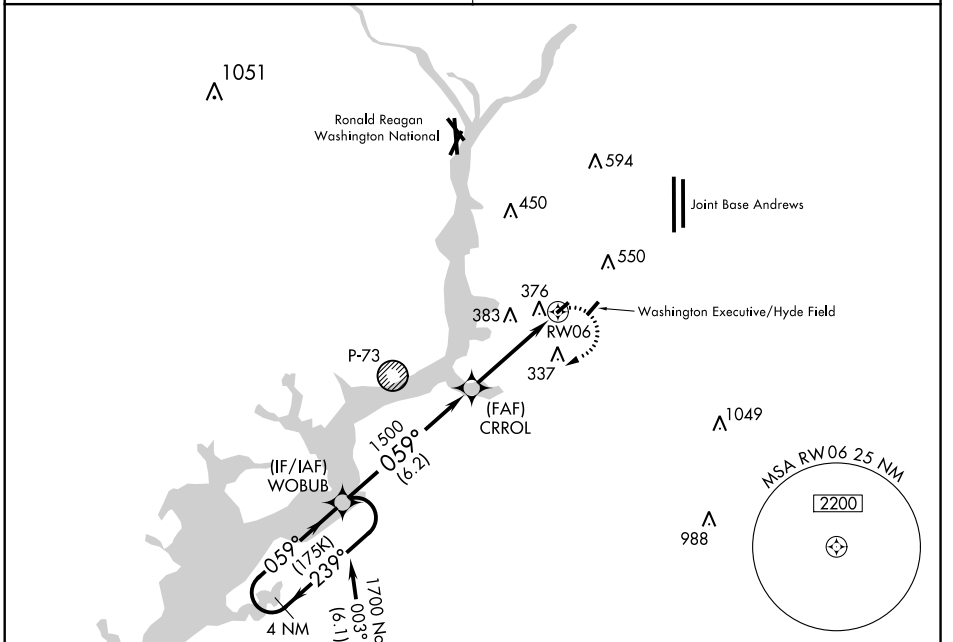 1051
Ronald Reagan
Washington National
594
450
Joint Base Andrews
550
376
383
Washington Executive/Hyde Field
RW06
P-73
337
(FAF)
CRROL
1049
1500
059°
(6.2)
(IF/IAF)
WOBUB
MSA RW06 25 NM
2200
988
059°
(175K)
239°
4 NM
1700
003°
(6.1)